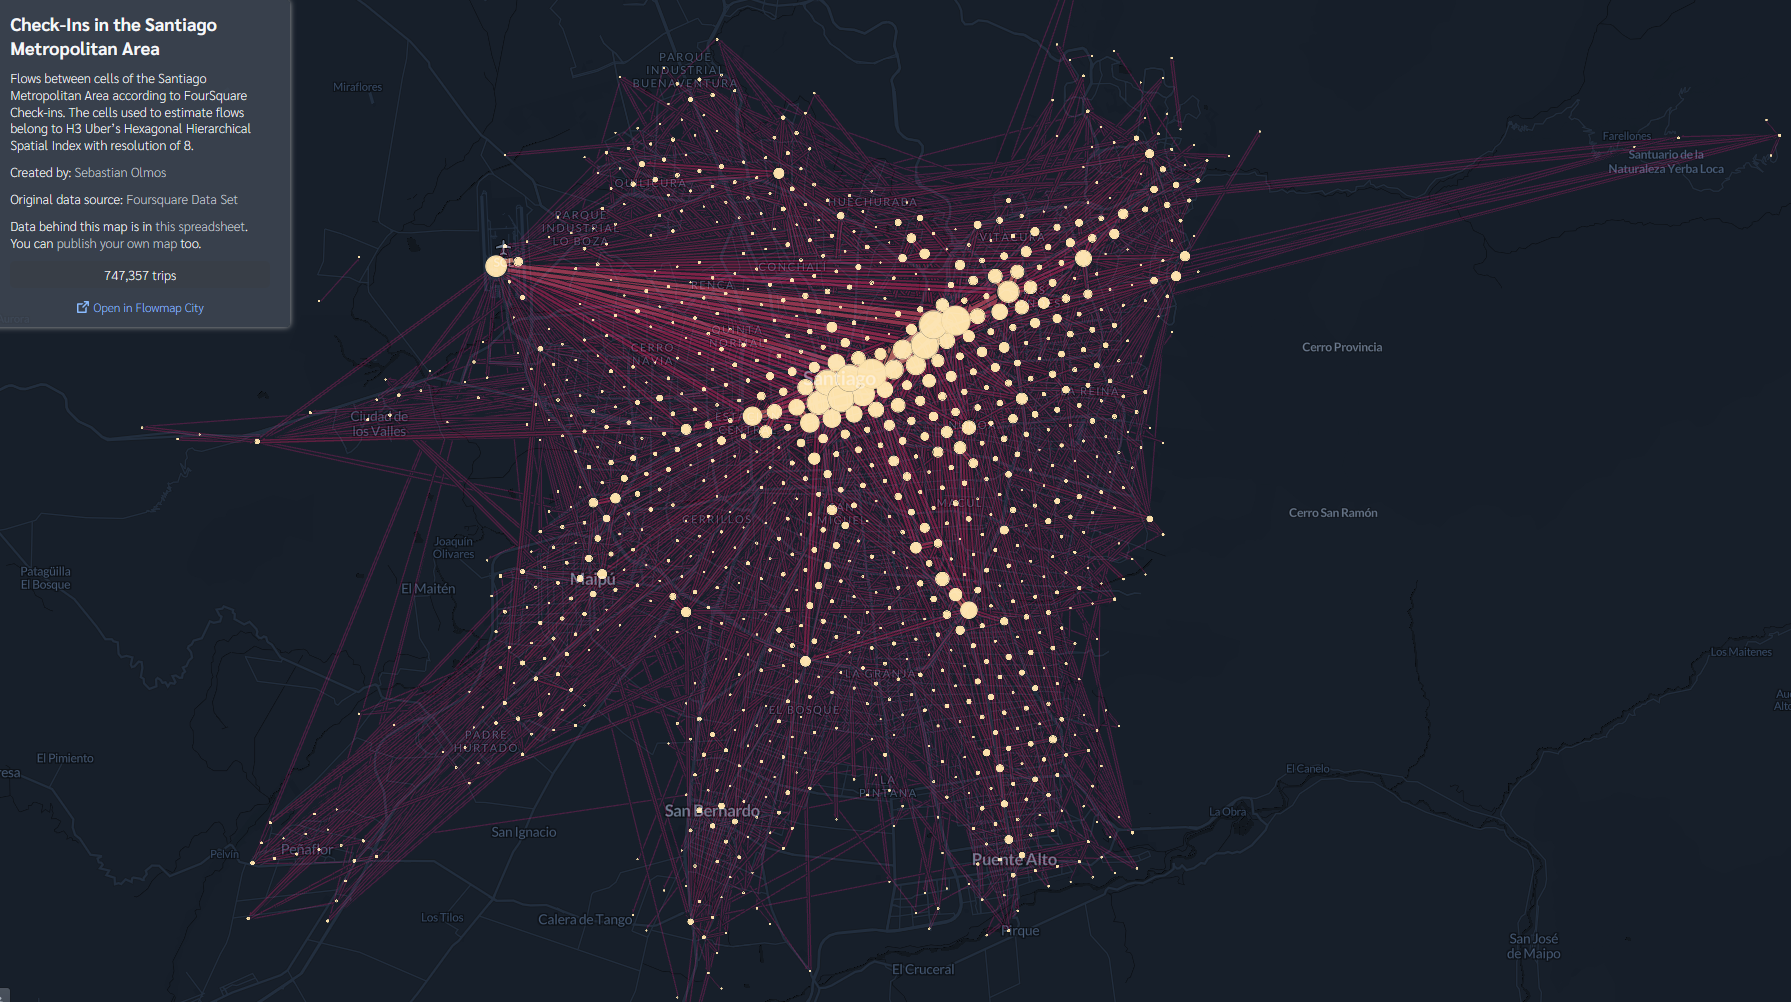 Check-Ins in the Santiago
Metropolitan Area
Flows between cells of the Santiago
Metropolitan Area according to FourSquare
Check-ins. The cells used to estimate flows
belong to H3 Uber's Hexagonal Hierarchical
Spatial Index with resolution of 8.
Created by: Sebastian Olmos
Original data source: Foursquare Data Set
Data behind this map is in this spreadsheet.
You can publish your own map too.
747,357 trips
Open in Flowmap City
Miraflores
PARQUE
INDUSTRIAL
BUENAVENTURA
Farellones
Santuario de la
Naturaleza Yerba Loca
QUILICURA
HUECHURABA
PARQUE
INDUSTRIAL
LO BOZA
VITACURA
CONCHALÍ
RENCA
QUINTA
NORMAL
CERRO
NAVIA
Cerro Provincia
Santiago
LA REINA
Ciudad de
los Valles
Cerro San Ramón
MACUL
CERRILLOS
SAN
MIGUEL
Joaquín
Olivares
Patagüilla
El Bosque
Maipú
El Maitén
Los Maitenes
LA GRANJA
EL BOSQUE
PADRE
HURTADO
El Pimiento
El Canelo
LA
PINTANA
San Bernardo
La Obra
San Ignacio
Peñaflor
Pelvin
Puente Alto
Los Tilos
Calera de Tango
Pirque
San José
de Maipo
El Cruceral